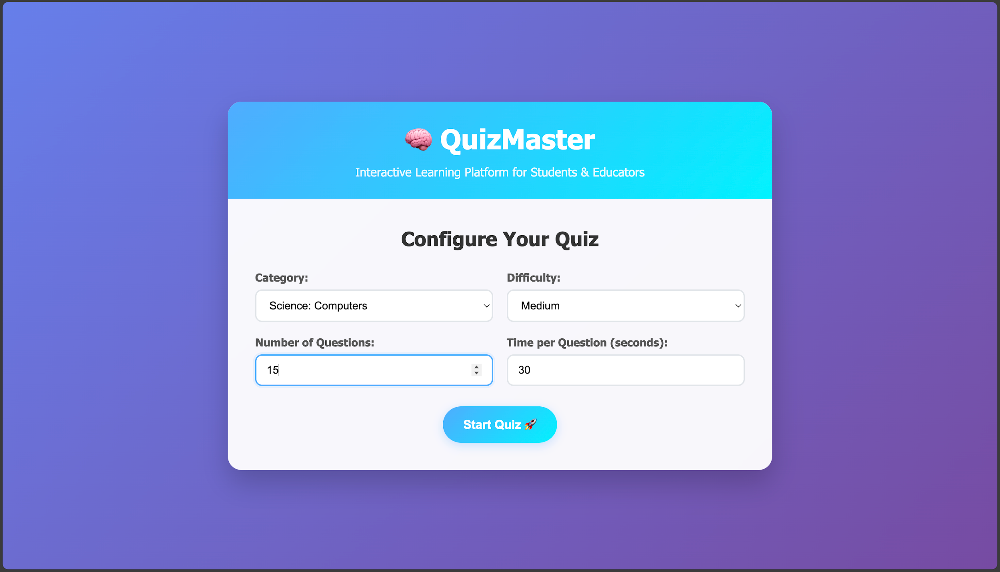 QuizMaster
Interactive Learning Platform for Students & Educators
Configure Your Quiz
Category:
Difficulty:
Science: Computers
Medium
Number of Questions:
Time per Question (seconds):
15
30
Start Quiz 🚀